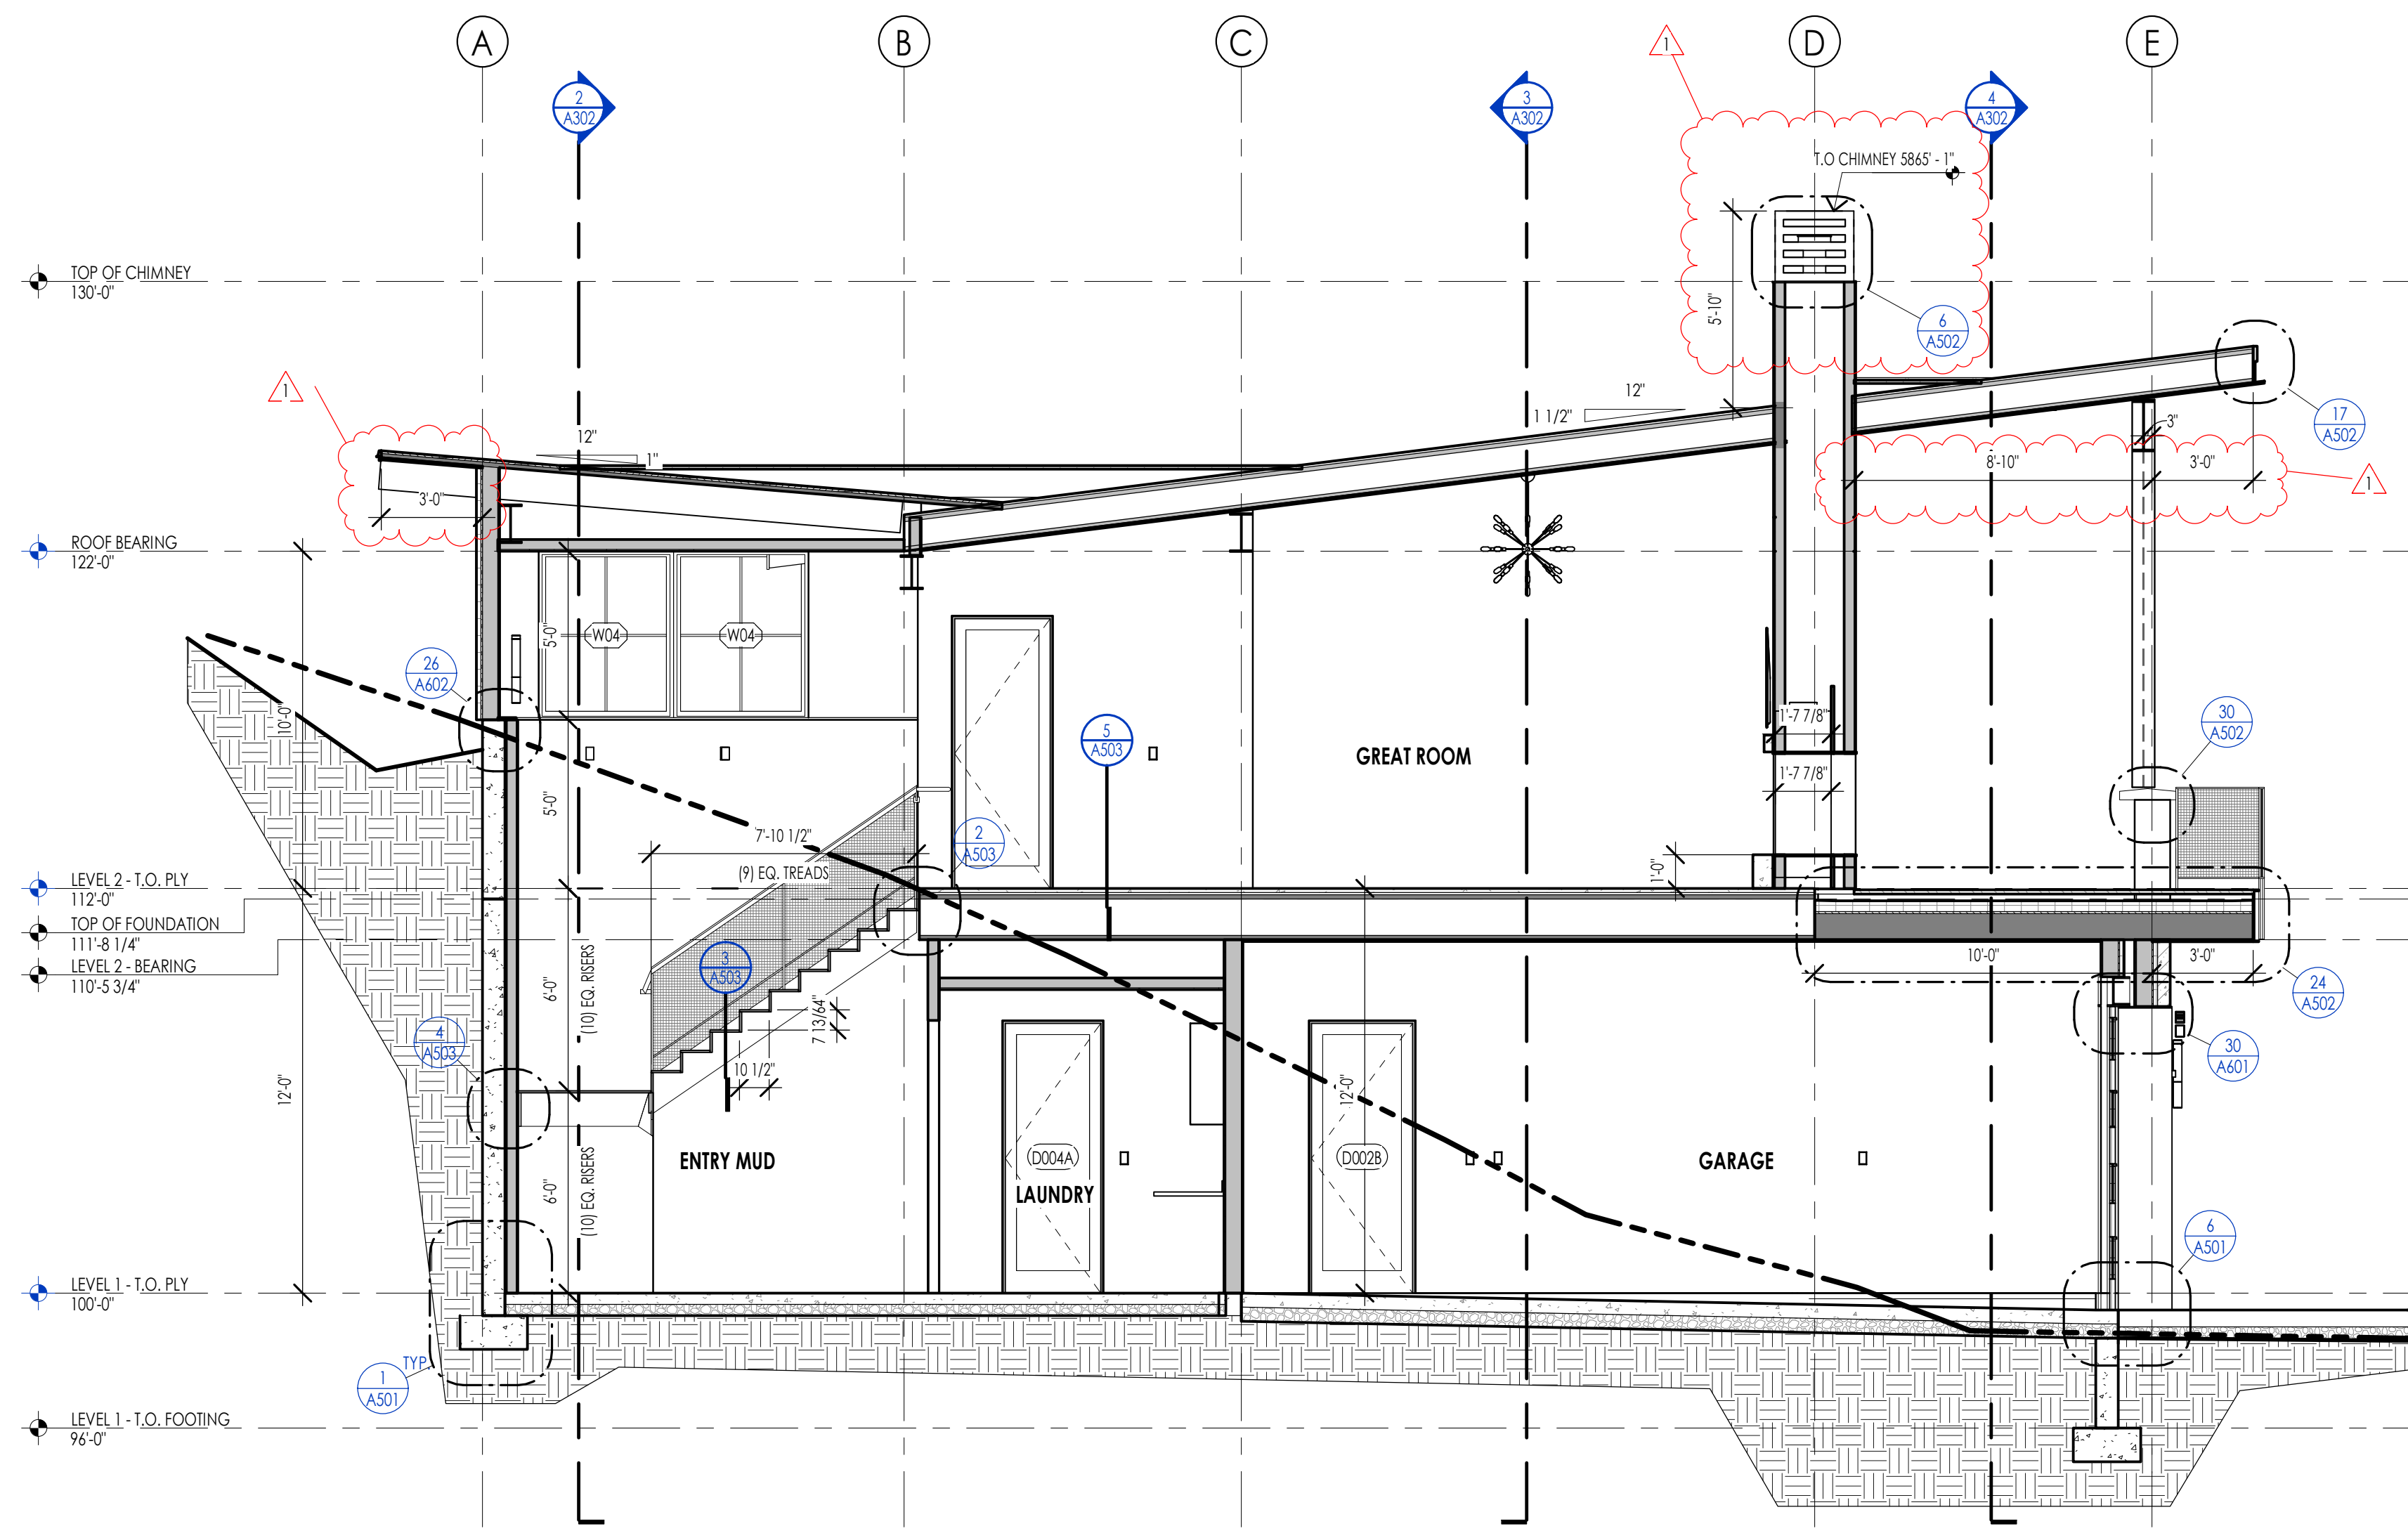 A
B
C
D
E
1
2
A302
3
A302
4
A302
T.O CHIMNEY 5865' - 1"
TOP OF CHIMNEY
130'-0"
5'-10"
6
A502
1
12"
1 1/2"
17
A502
3"
12"
1"
8'-10"
3'-0"
1
3'-0"
ROOF BEARING
122'-0"
W04
W04
5'-0"
26
A602
10'-0"
5
A503
GREAT ROOM
1'-7 7/8"
1'-7 7/8"
30
A502
5'-0"
7'-10 1/2"
2
A503
(9) EQ. TREADS
1'-0"
LEVEL 2 - T.O. PLY
112'-0"
TOP OF FOUNDATION
111'-8 1/4"
LEVEL 2 - BEARING
110'-5 3/4"
3
A503
6'-0"
(10) EQ. RISERS
7 13/64"
10 1/2"
10'-0"
3'-0"
24
A502
4
A503
30
A601
12'-0"
12'-0"
ENTRY MUD
D004A
LAUNDRY
D002B
GARAGE
6'-0"
(10) EQ. RISERS
6
A501
LEVEL 1 - T.O. PLY
100'-0"
TYP.
1
A501
LEVEL 1 - T.O. FOOTING
96'-0"